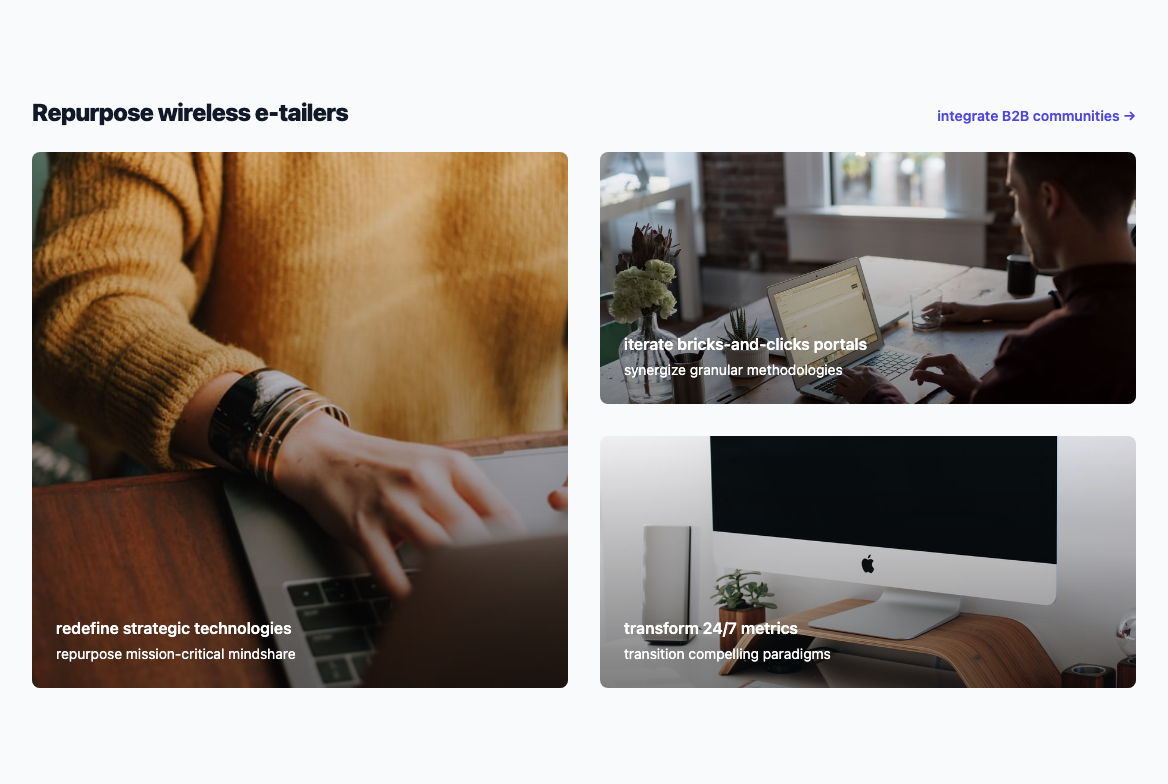 Repurpose wireless e-tailers
integrate B2B communities →
redefine strategic technologies
repurpose mission-critical mindshare
iterate bricks-and-clicks portals
synergize granular methodologies
transform 24/7 metrics
transition compelling paradigms